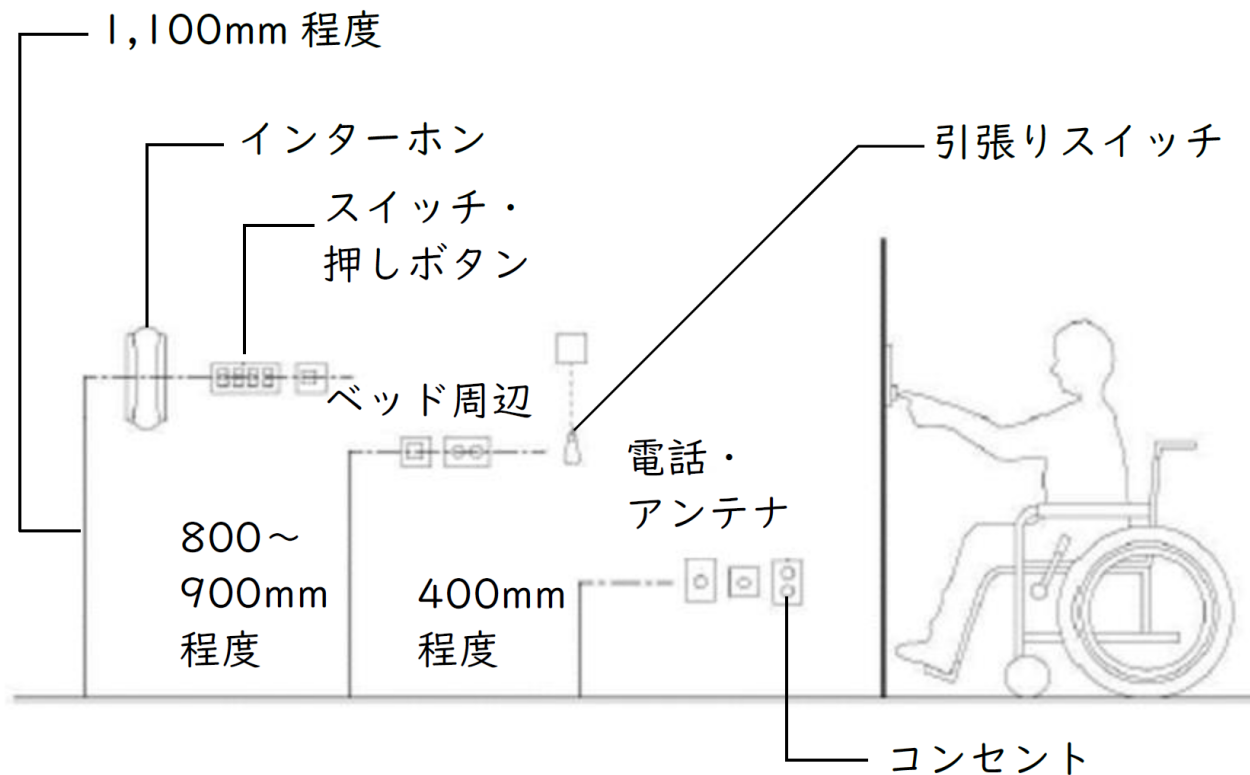 1,100mm 程度
インターホン
引張りスイッチ
スイッチ・
押しボタン
ベッド周辺
電話・
アンテナ
800～
900mm
程度
400mm
程度
コンセント